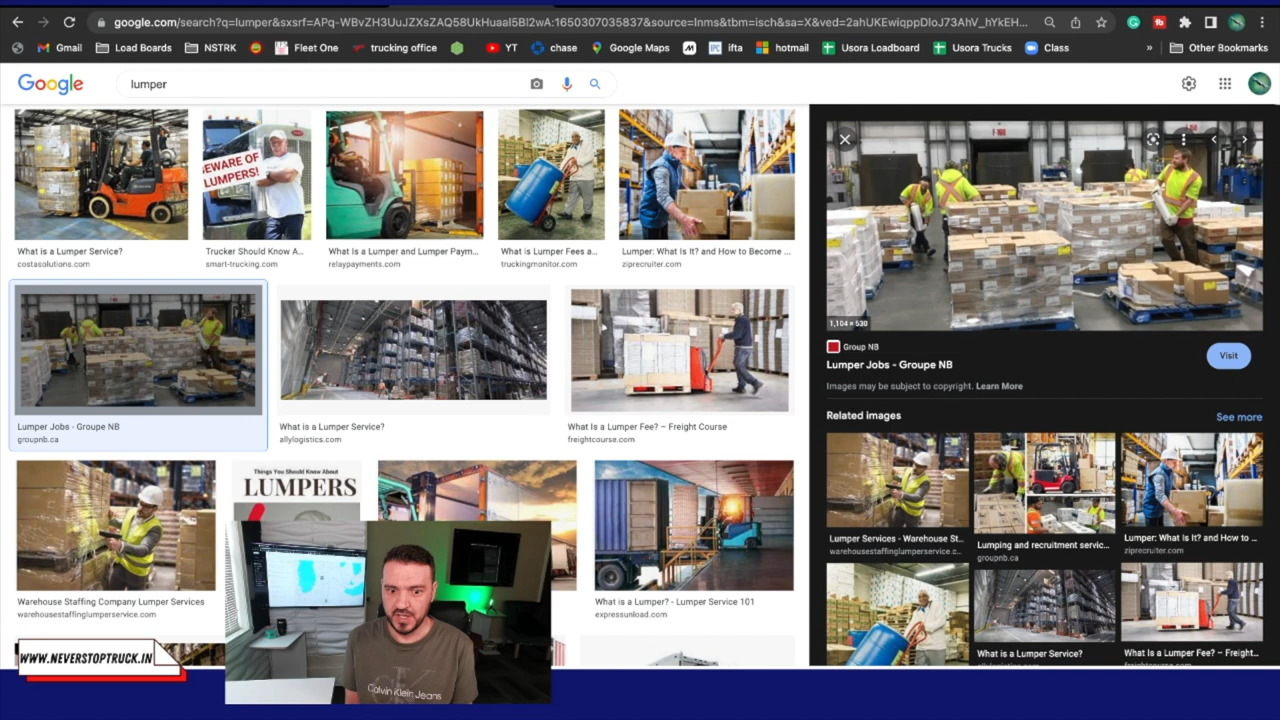 google.com/search?q=lumper&sxsrf=APq-WBvZH3UuJZXsZAQ58UkHuaal5Bl2wA:1650307035837&source=lnms&tbm=isch&sa=X&ved=2ahUKEwiqppDloJ73AhV_hYkEH...
Gmail Load Boards NSTRK Fleet One trucking office YT chase Google Maps ifta hotmail Usora Loadboard Usora Trucks Class » Other Bookmarks
Google lumper
BEWARE OF
LUMPERS!
What is a Lumper Service?
costasolutions.com
Trucker Should Know A...
smart-trucking.com
What Is a Lumper and Lumper Paym...
relaypayments.com
What is Lumper Fees a...
truckingmonitor.com
Lumper: What Is It? and How to Become ...
ziprecruiter.com
Lumper Jobs - Groupe NB
groupnb.ca
What is a Lumper Service?
allylogistics.com
What Is a Lumper Fee? – Freight Course
freightcourse.com
Things You Should Know About
LUMPERS
Warehouse Staffing Company Lumper Services
warehousestaffinglumperservice.com
What is a Lumper? - Lumper Service 101
expressunload.com
WWW.NEVERSTOPTRUCK.IN
Calvin Klein Jeans
1,104 × 530
Group NB
Lumper Jobs - Groupe NB
Visit
Images may be subject to copyright. Learn More
Related images
See more
Lumper Services - Warehouse St...
warehousestaffinglumperservice.c...
Lumping and recruitment servic...
groupnb.ca
Lumper: What Is It? and How to ...
ziprecruiter.com
What is a Lumper Service?
What Is a Lumper Fee? – Freight...